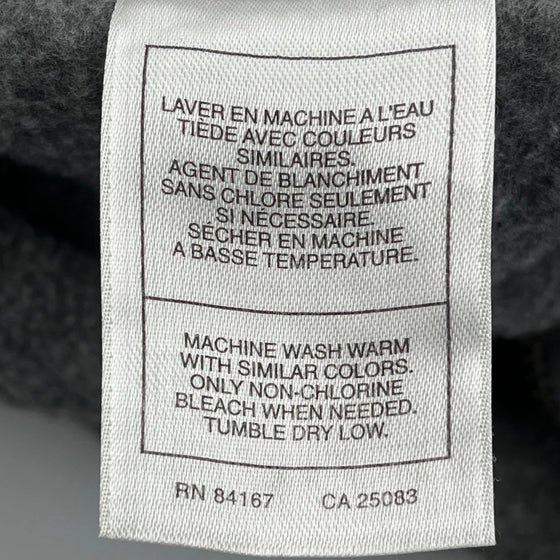 LAVER EN MACHINE A L'EAU
TIÈDE AVEC COULEURS
SIMILAIRES.
AGENT DE BLANCHIMENT
SANS CHLORE SEULEMENT
SI NÉCESSAIRE.
SÉCHER EN MACHINE
A BASSE TEMPERATURE.
MACHINE WASH WARM
WITH SIMILAR COLORS.
ONLY NON-CHLORINE
BLEACH WHEN NEEDED.
TUMBLE DRY LOW.
RN 84167 CA 25083